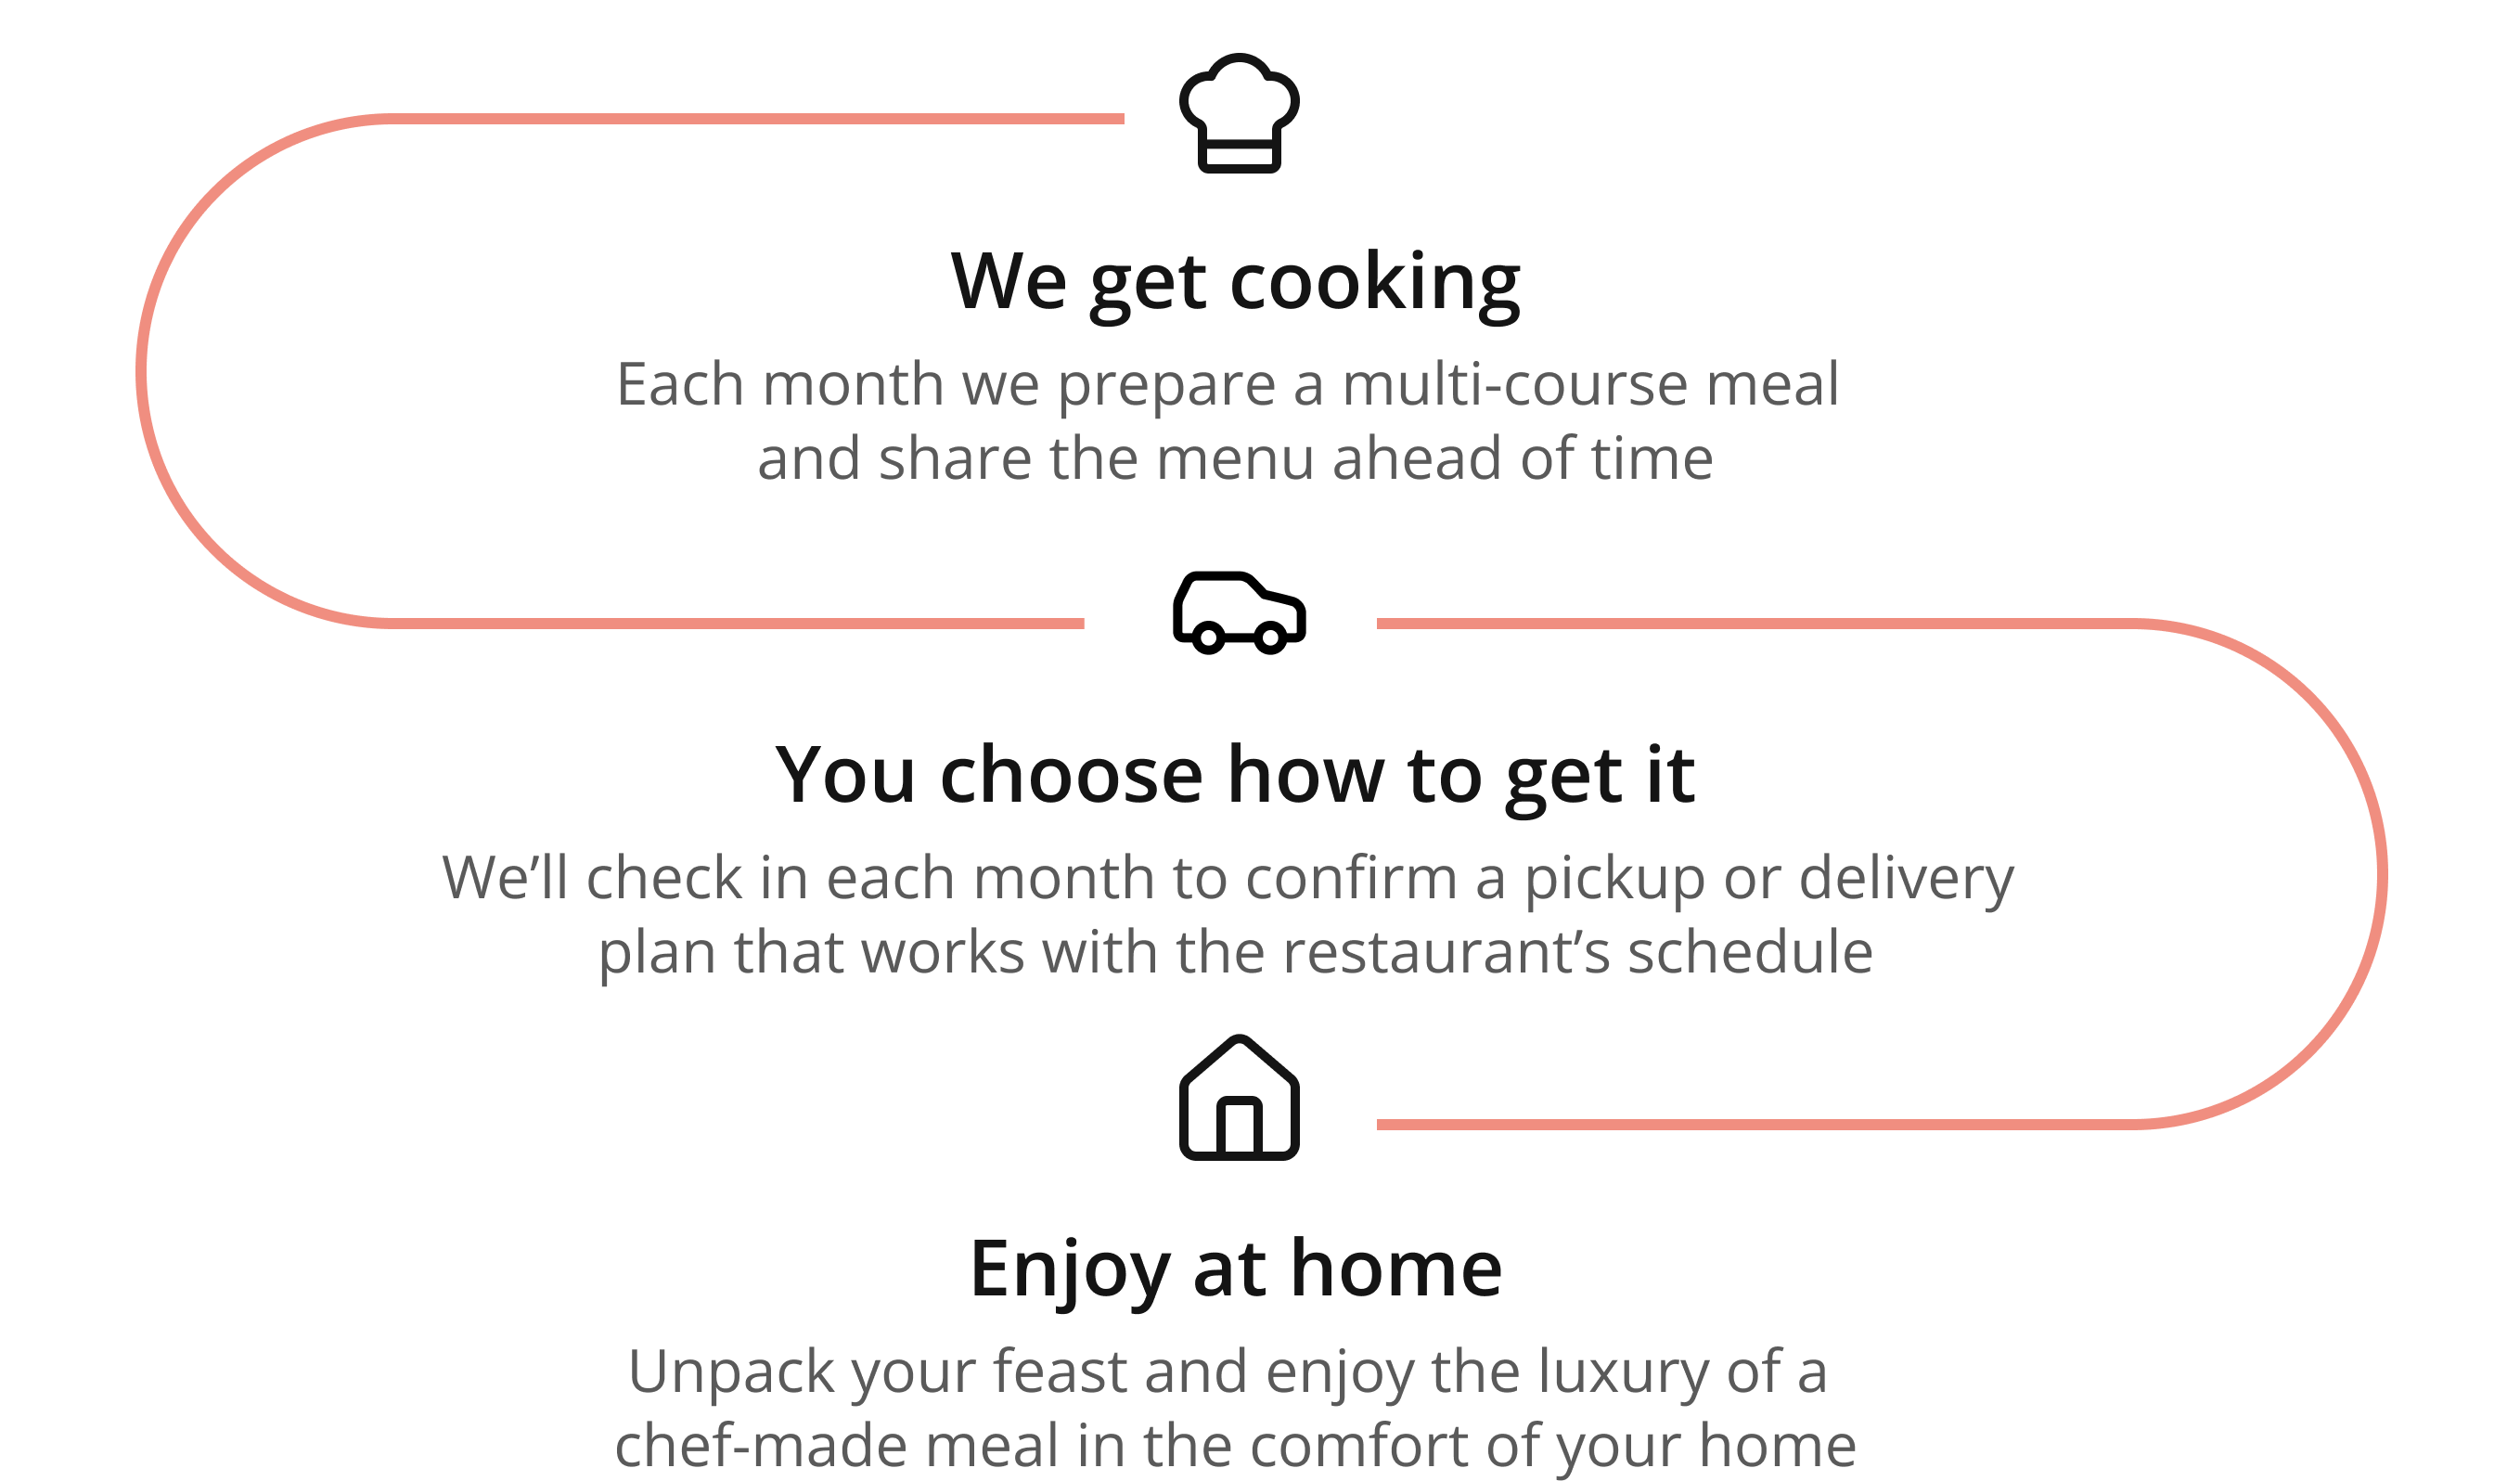 We get cooking
Each month we prepare a multi-course meal
and share the menu ahead of time
You choose how to get it
We‘ll check in each month to confirm a pickup or delivery
plan that works with the restaurant’s schedule
Enjoy at home
Unpack your feast and enjoy the luxury of a
chef-made meal in the comfort of your home